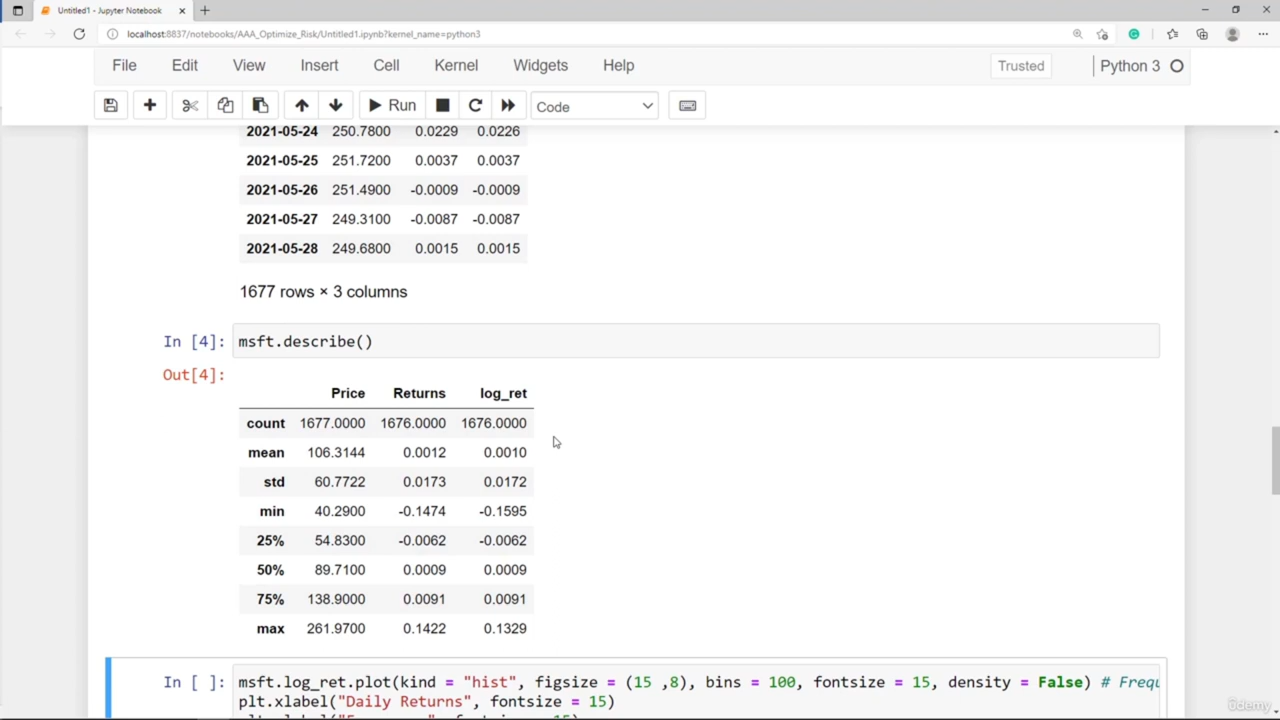 Untitled1 - Jupyter Notebook
localhost:8837/notebooks/AAA_Optimize_Risk/Untitled1.ipynb?kernel_name=python3
File Edit View Insert Cell Kernel Widgets Help Trusted Python 3
Run Code
2021-05-24 250.7800 0.0229 0.0226
2021-05-25 251.7200 0.0037 0.0037
2021-05-26 251.4900 -0.0009 -0.0009
2021-05-27 249.3100 -0.0087 -0.0087
2021-05-28 249.6800 0.0015 0.0015
1677 rows × 3 columns
In [4]: msft.describe()
Out[4]:
Price Returns log_ret
count 1677.0000 1676.0000 1676.0000
mean 106.3144 0.0012 0.0010
std 60.7722 0.0173 0.0172
min 40.2900 -0.1474 -0.1595
25% 54.8300 -0.0062 -0.0062
50% 89.7100 0.0009 0.0009
75% 138.9000 0.0091 0.0091
max 261.9700 0.1422 0.1329
In [ ]: msft.log_ret.plot(kind = "hist", figsize = (15 ,8), bins = 100, fontsize = 15, density = False) # Frequ
plt.xlabel("Daily Returns", fontsize = 15)
ûdemy